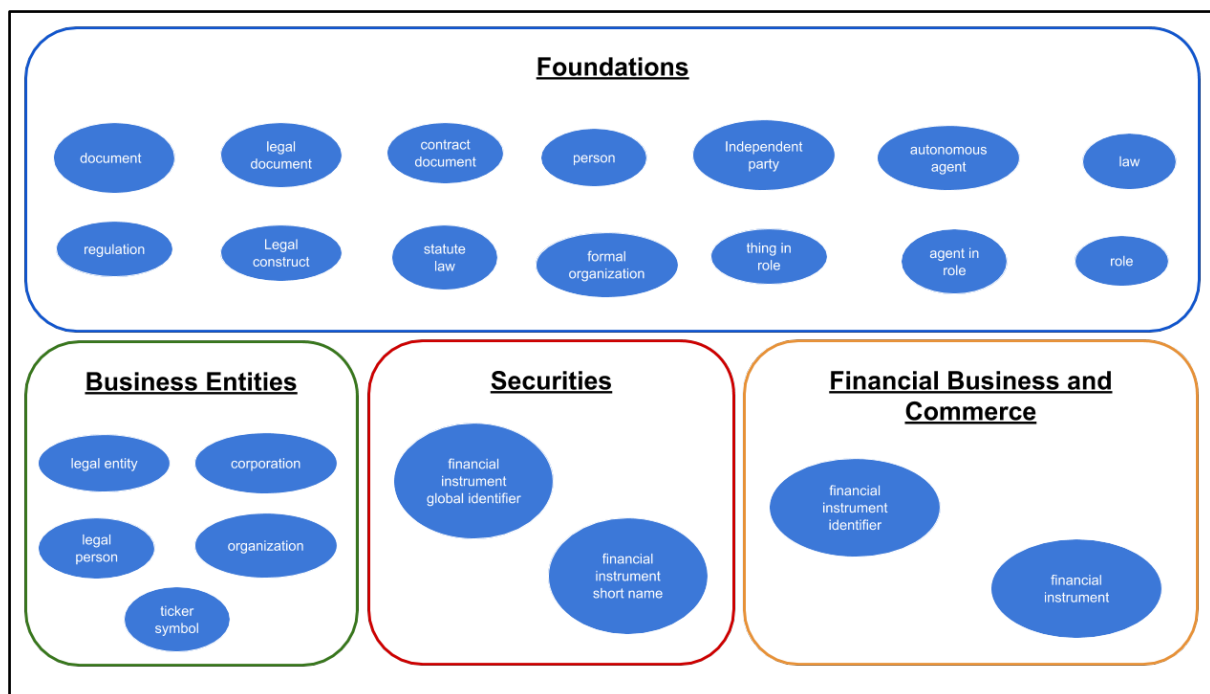 Foundations
document
legal
document
contract
document
person
Independent
party
autonomous
agent
law
regulation
Legal
construct
statute
law
formal
organization
thing in
role
agent in
role
role
Business Entities
legal entity
corporation
legal
person
organization
ticker
symbol
Securities
financial
instrument
global identifier
financial
instrument
short name
Financial Business and
Commerce
financial
instrument
identifier
financial
instrument